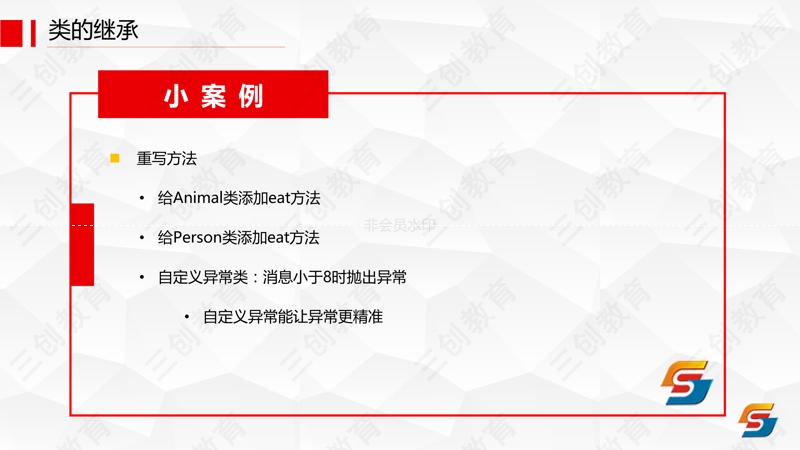 类的继承
小 案 例
重写方法
给Animal类添加eat方法
给Person类添加eat方法
非会员水印
自定义异常类：消息小于8时抛出异常
自定义异常能让异常更精准
三创教育